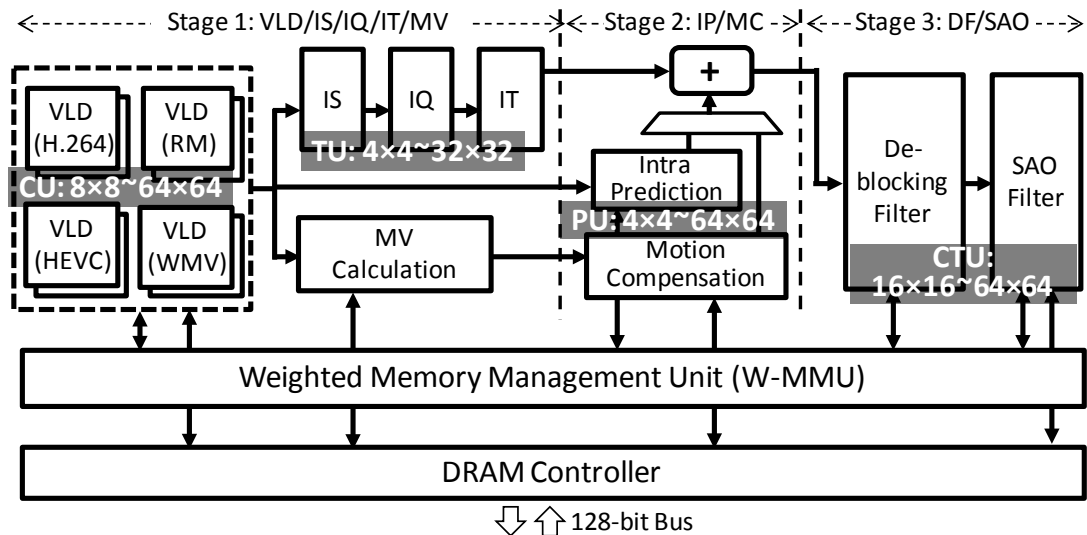 Stage 1: VLD/IS/IQ/IT/MV
Stage 2: IP/MC
Stage 3: DF/SAO
VLD
(H.264)
VLD
(RM)
CU: 8×8~64×64
VLD
(HEVC)
VLD
(WMV)
IS
IQ
IT
TU: 4×4~32×32
MV
Calculation
+
Intra
Prediction
PU: 4×4~64×64
Motion
Compensation
De-
blocking
Filter
SAO
Filter
CTU:
16×16~64×64
Weighted Memory Management Unit (W-MMU)
DRAM Controller
128-bit Bus